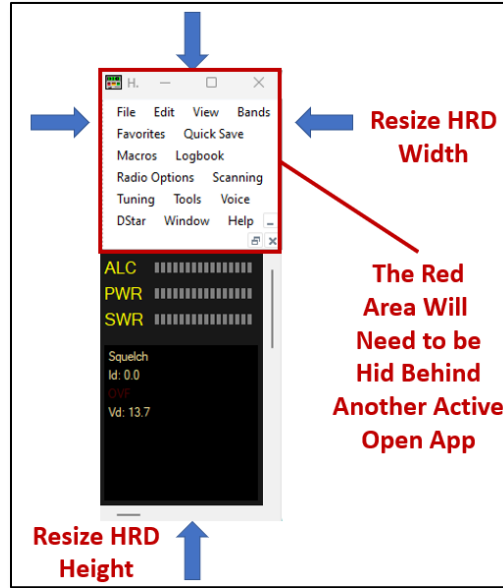 H.
File Edit View Bands
Favorites Quick Save
Macros Logbook
Radio Options Scanning
Tuning Tools Voice
DStar Window Help
Resize HRD
Width
ALC
PWR
SWR
Squelch
Id: 0.0
OVF
Vd: 13.7
The Red
Area Will
Need to be
Hid Behind
Another Active
Open App
Resize HRD
Height